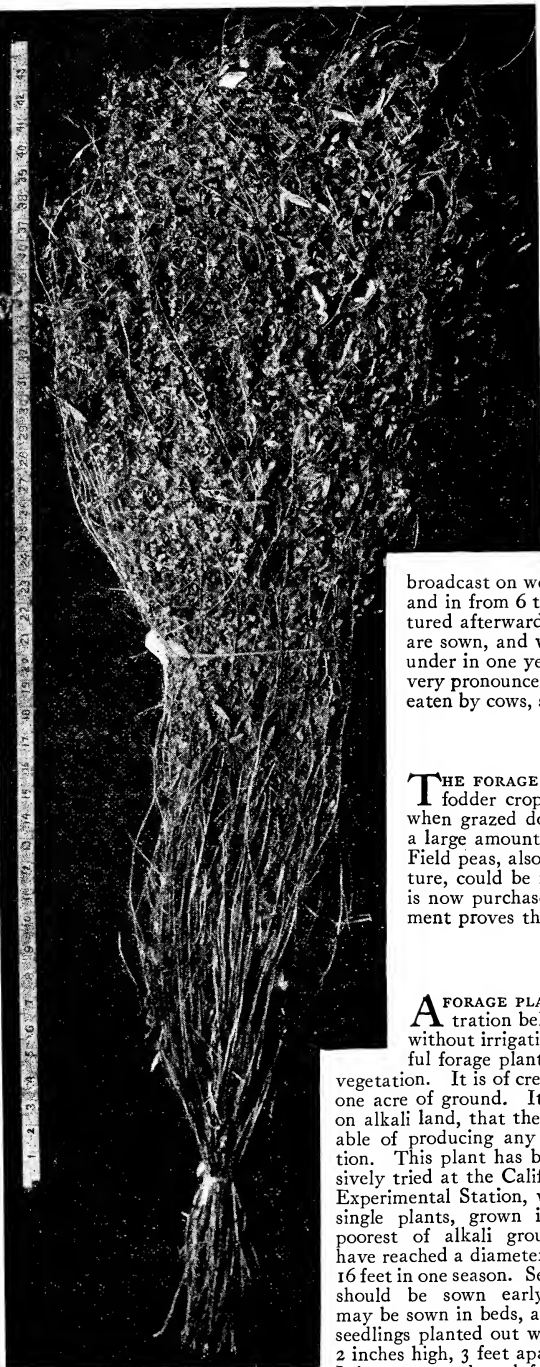 broadcast on we
and in from 6 t
tured afterward
are sown, and v
under in one ye
very pronounce
eaten by cows, a
THE FORAGE
fodder crop
when grazed do
a large amount
Field peas, also
ture, could be
is now purchas
ment proves th
A FORAGE PLA
tration be
without irrigati
ful forage plant
vegetation. It is of cre
one acre of ground. It
on alkali land, that the
able of producing any
tion. This plant has b
sively tried at the Calif
Experimental Station, v
single plants, grown i
poorest of alkali grou
have reached a diamete
16 feet in one season. Se
should be sown early
may be sown in beds, a
seedlings planted out w
2 inches high, 3 feet apa